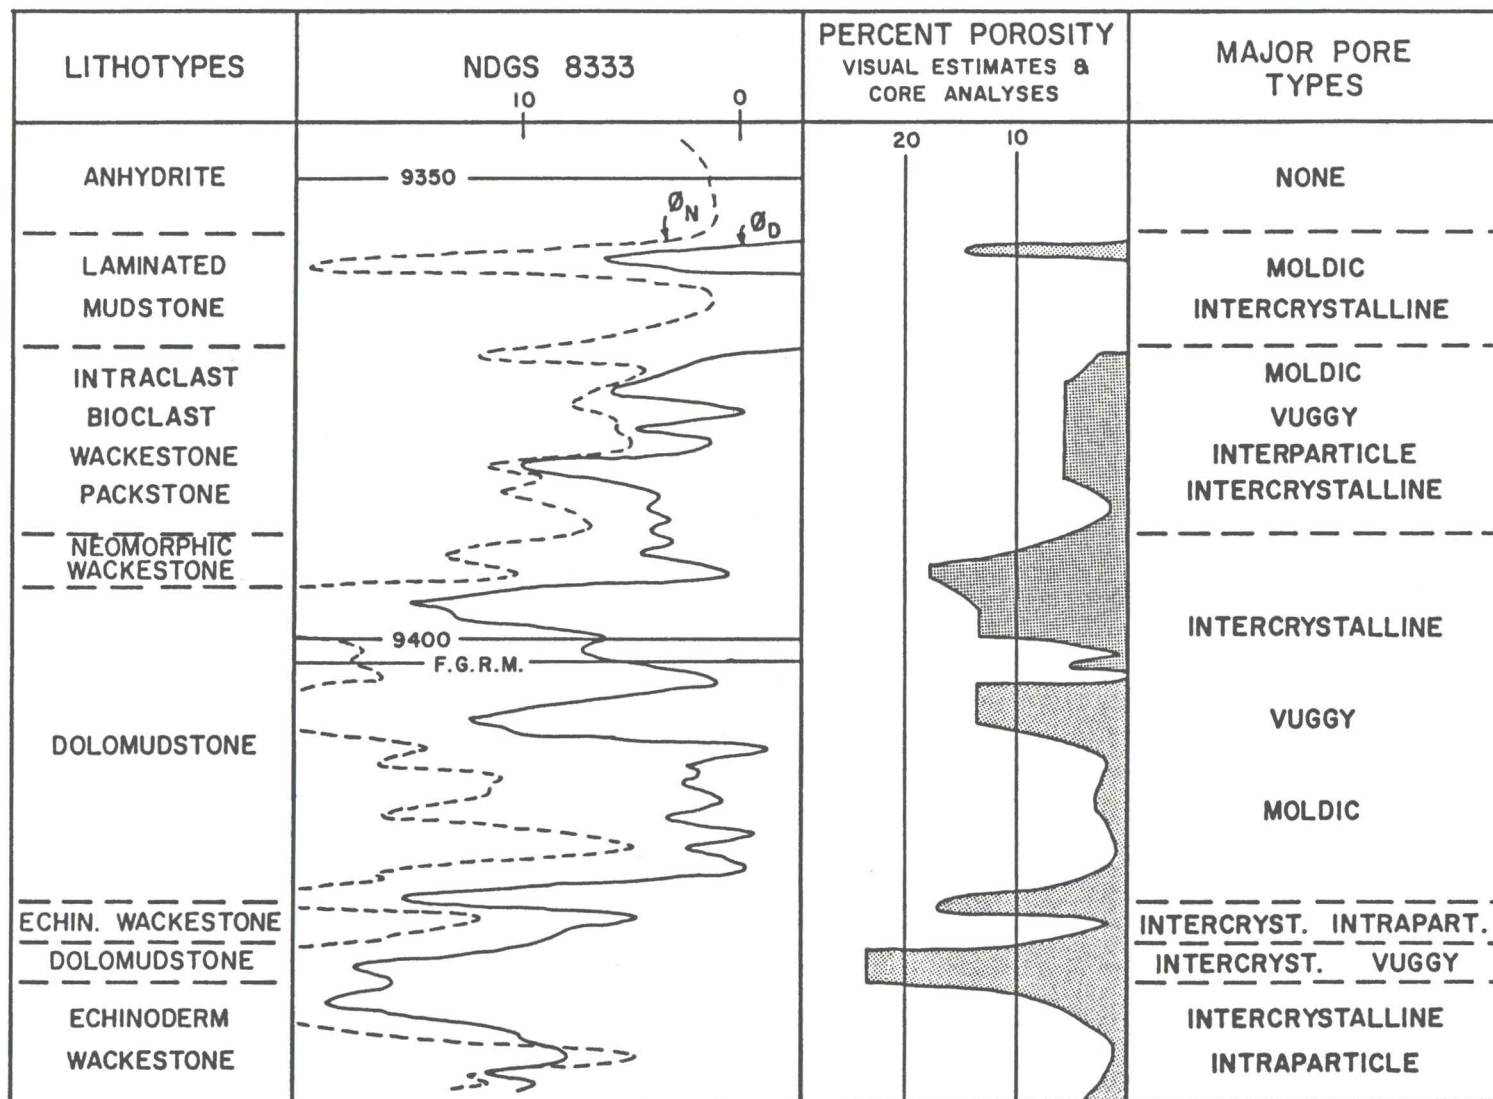 LITHOTYPES
NDGS 8333
10 0
PERCENT POROSITY
VISUAL ESTIMATES &
CORE ANALYSES
MAJOR PORE
TYPES
20 10
ANHYDRITE
9350
NONE
ØN
ØD
LAMINATED
MUDSTONE
MOLDIC
INTERCRYSTALLINE
INTRACLAST
BIOCLAST
WACKESTONE
PACKSTONE
MOLDIC
VUGGY
INTERPARTICLE
INTERCRYSTALLINE
NEOMORPHIC
WACKESTONE
9400
F.G.R.M.
INTERCRYSTALLINE
DOLOMUDSTONE
VUGGY
MOLDIC
ECHIN. WACKESTONE
INTERCRYST. INTRAPART.
DOLOMUDSTONE
INTERCRYST. VUGGY
ECHINODERM
WACKESTONE
INTERCRYSTALLINE
INTRAPARTICLE